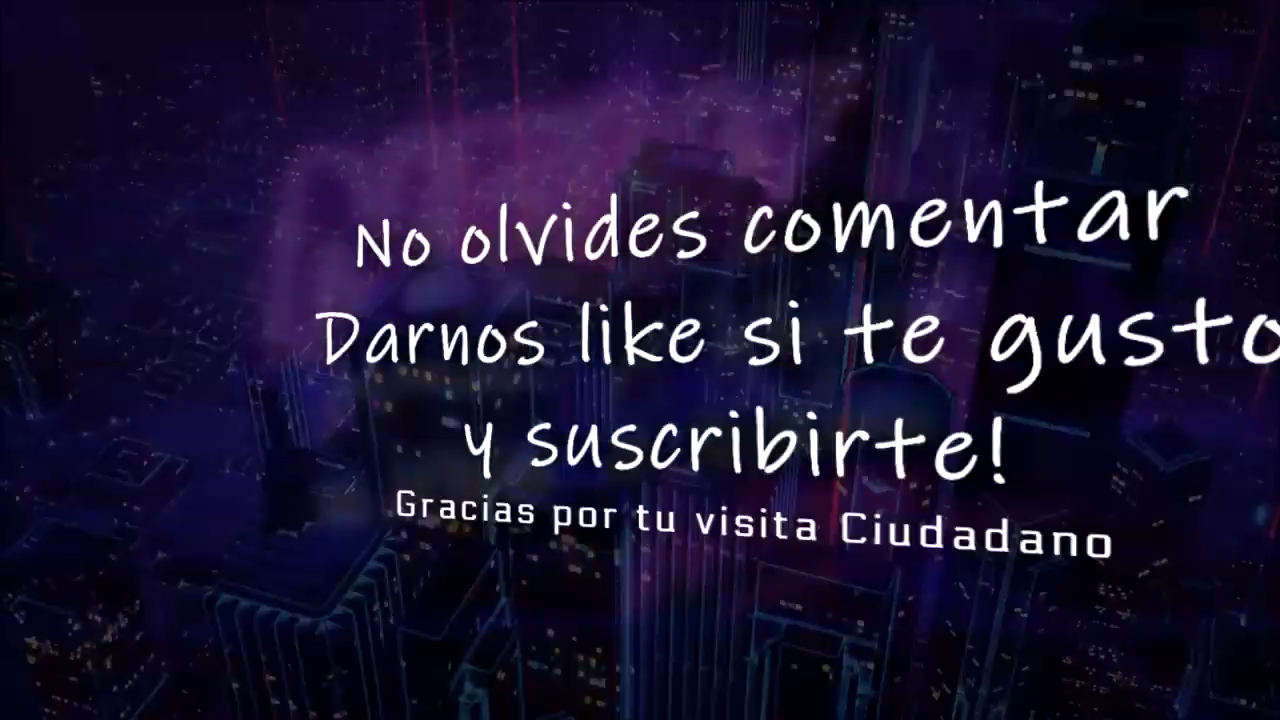 No olvides comentar
Darnos like si te gusto
y suscribirte!
Gracias por tu visita Ciudadano